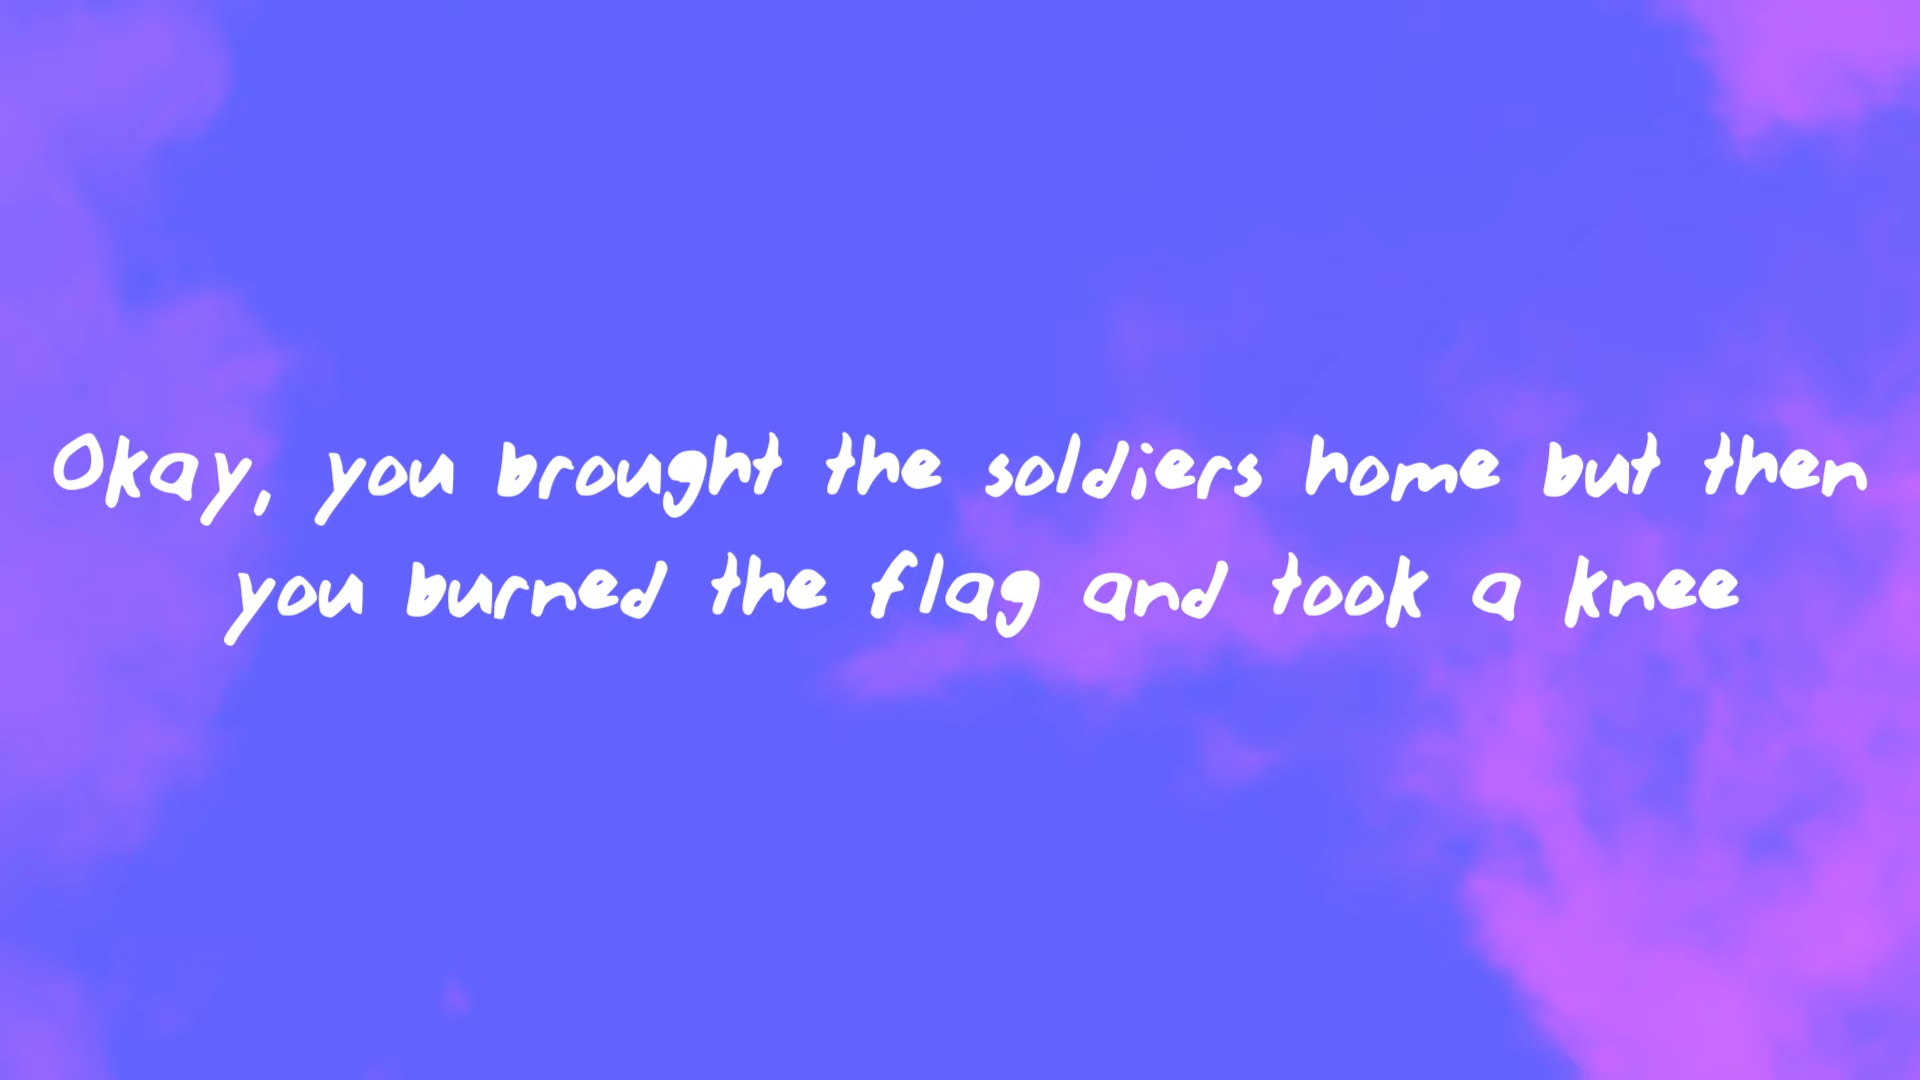 Okay, you brought the soldiers home but then
you burned the flag and took a knee